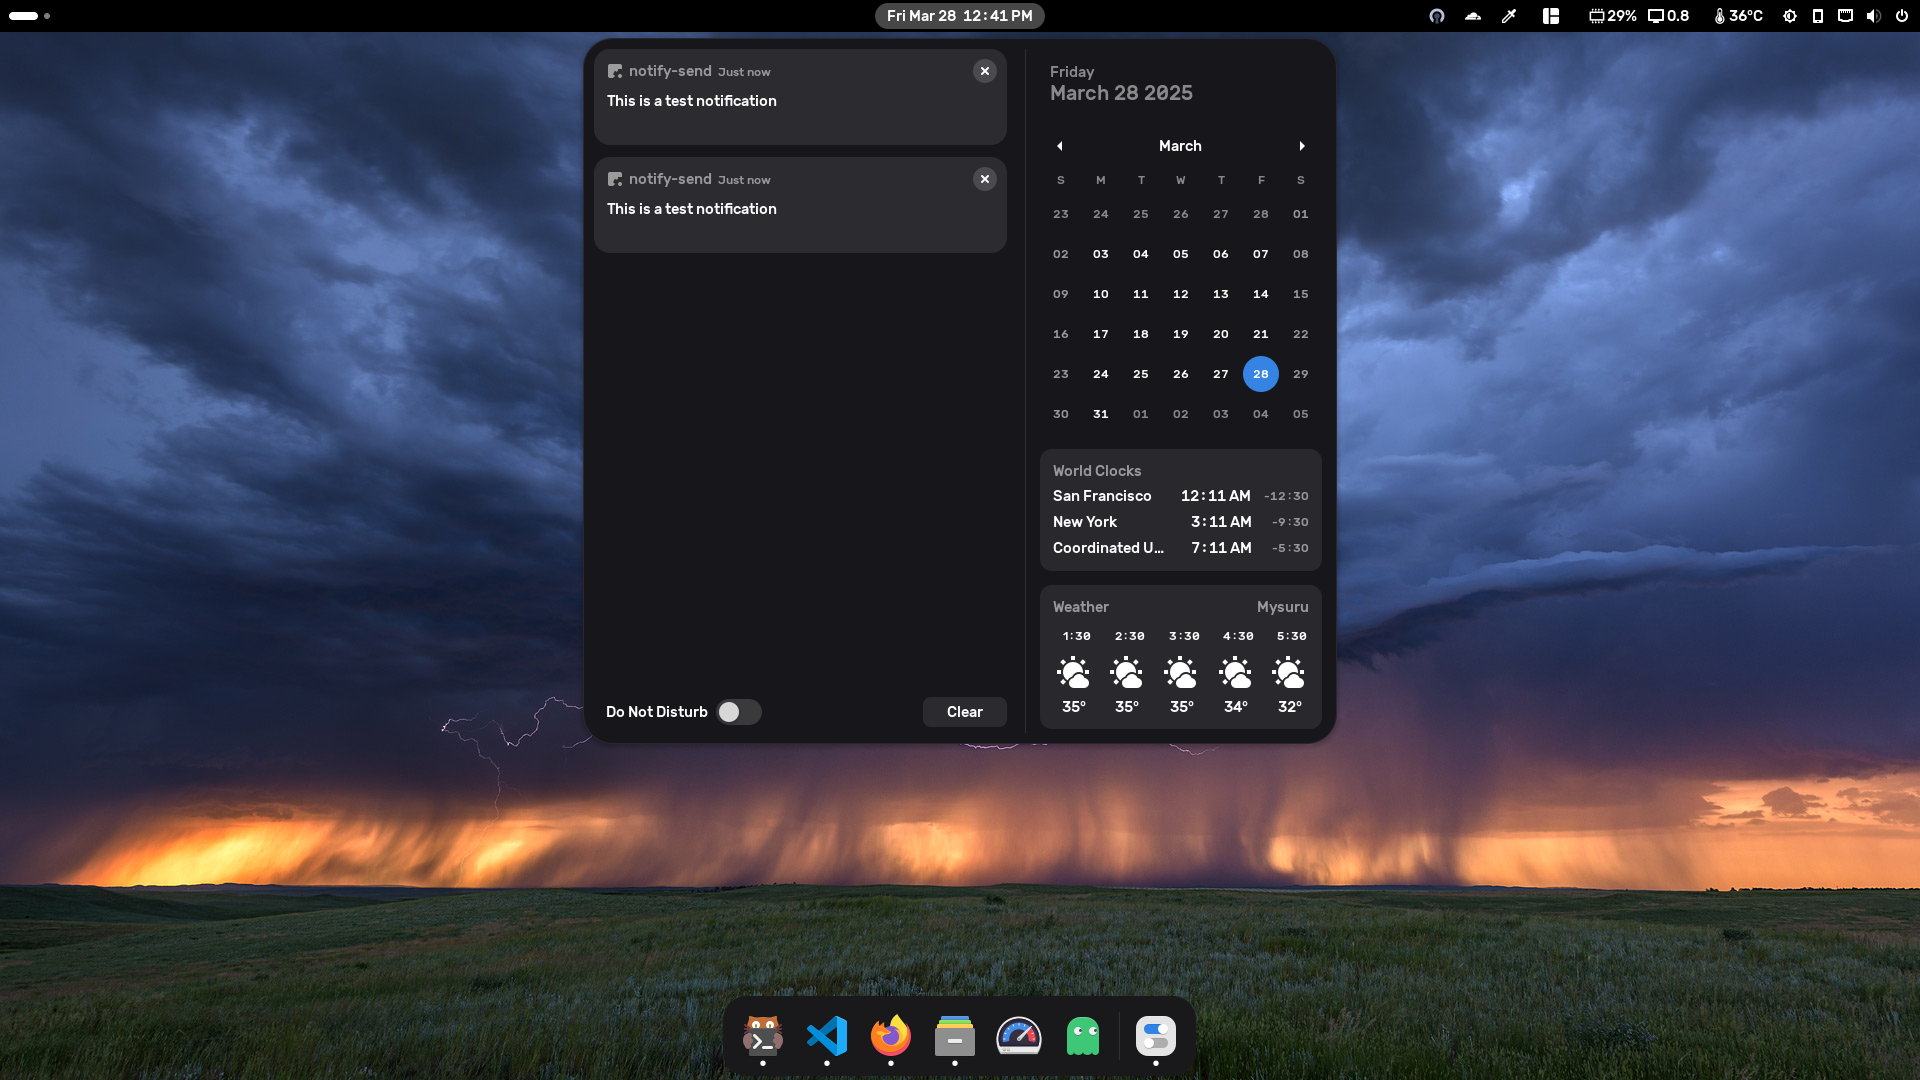 Fri Mar 28 12:41 PM
29% 0.8 36°C
notify-send Just now
This is a test notification
notify-send Just now
This is a test notification
Do Not Disturb
Clear
Friday
March 28 2025
March
S M T W T F S
23 24 25 26 27 28 01
02 03 04 05 06 07 08
09 10 11 12 13 14 15
16 17 18 19 20 21 22
23 24 25 26 27 28 29
30 31 01 02 03 04 05
World Clocks
San Francisco 12:11 AM -12:30
New York 3:11 AM -9:30
Coordinated U... 7:11 AM -5:30
Weather Mysuru
1:30 2:30 3:30 4:30 5:30
35° 35° 35° 34° 32°